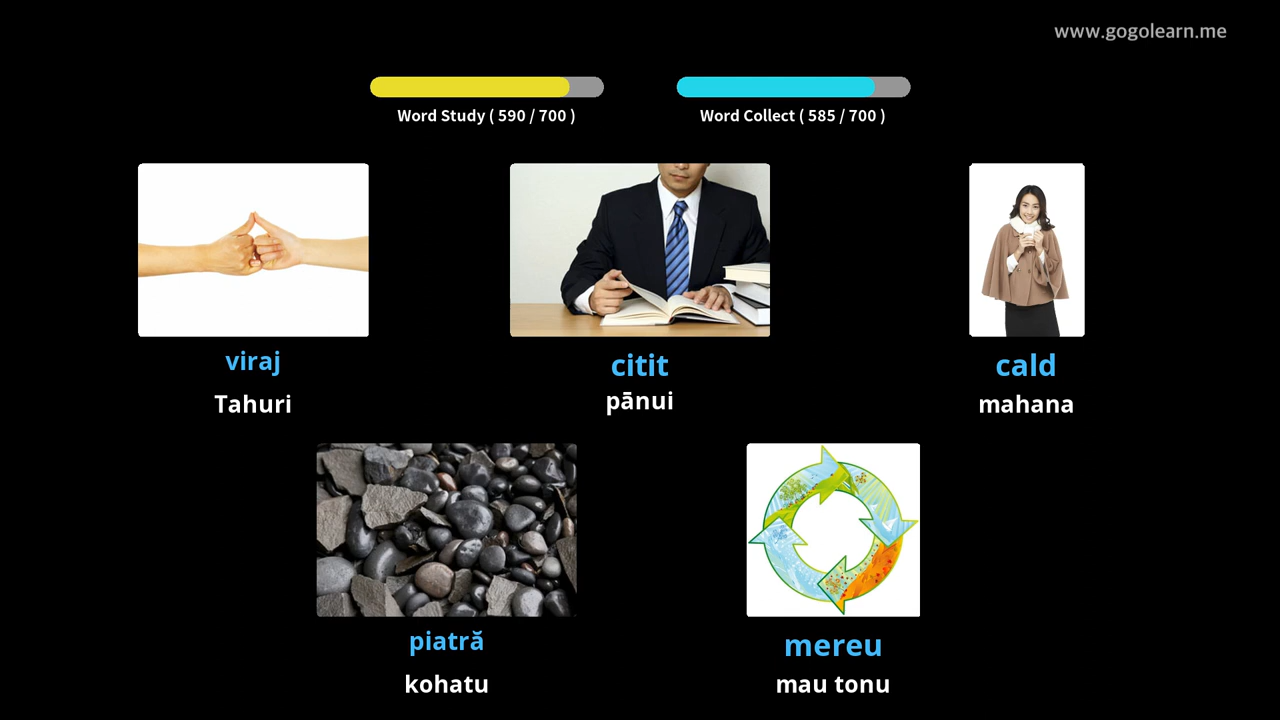 www.gogolearn.me
Word Study ( 590 / 700 )
Word Collect ( 585 / 700 )
viraj
Tahuri
citit
pānui
cald
mahana
piatră
kohatu
mereu
mau tonu